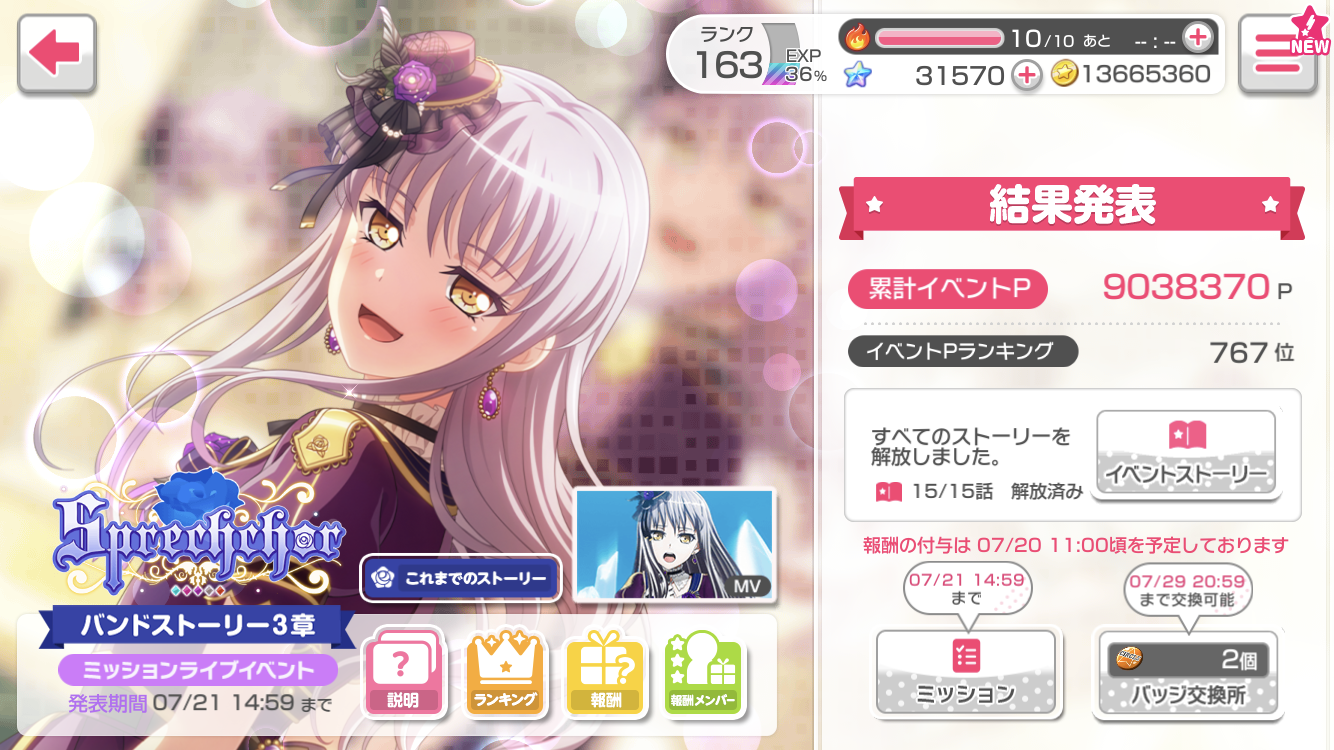 ランク
163
EXP
36%
10/10 あと --:--
31570
13665360
NEW
結果発表
累計イベントP 9038370 P
イベントPランキング 767 位
すべてのストーリーを
解放しました。
15/15話 解放済み
イベントストーリー
報酬の付与は 07/20 11:00頃を予定しております
07/21 14:59
まで
ミッション
07/29 20:59
まで交換可能
2個
バッジ交換所
Sprechchor
バンドストーリー3章
ミッションライブイベント
発表期間 07/21 14:59 まで
これまでのストーリー
MV
?
説明
ランキング
?
報酬
報酬メンバー